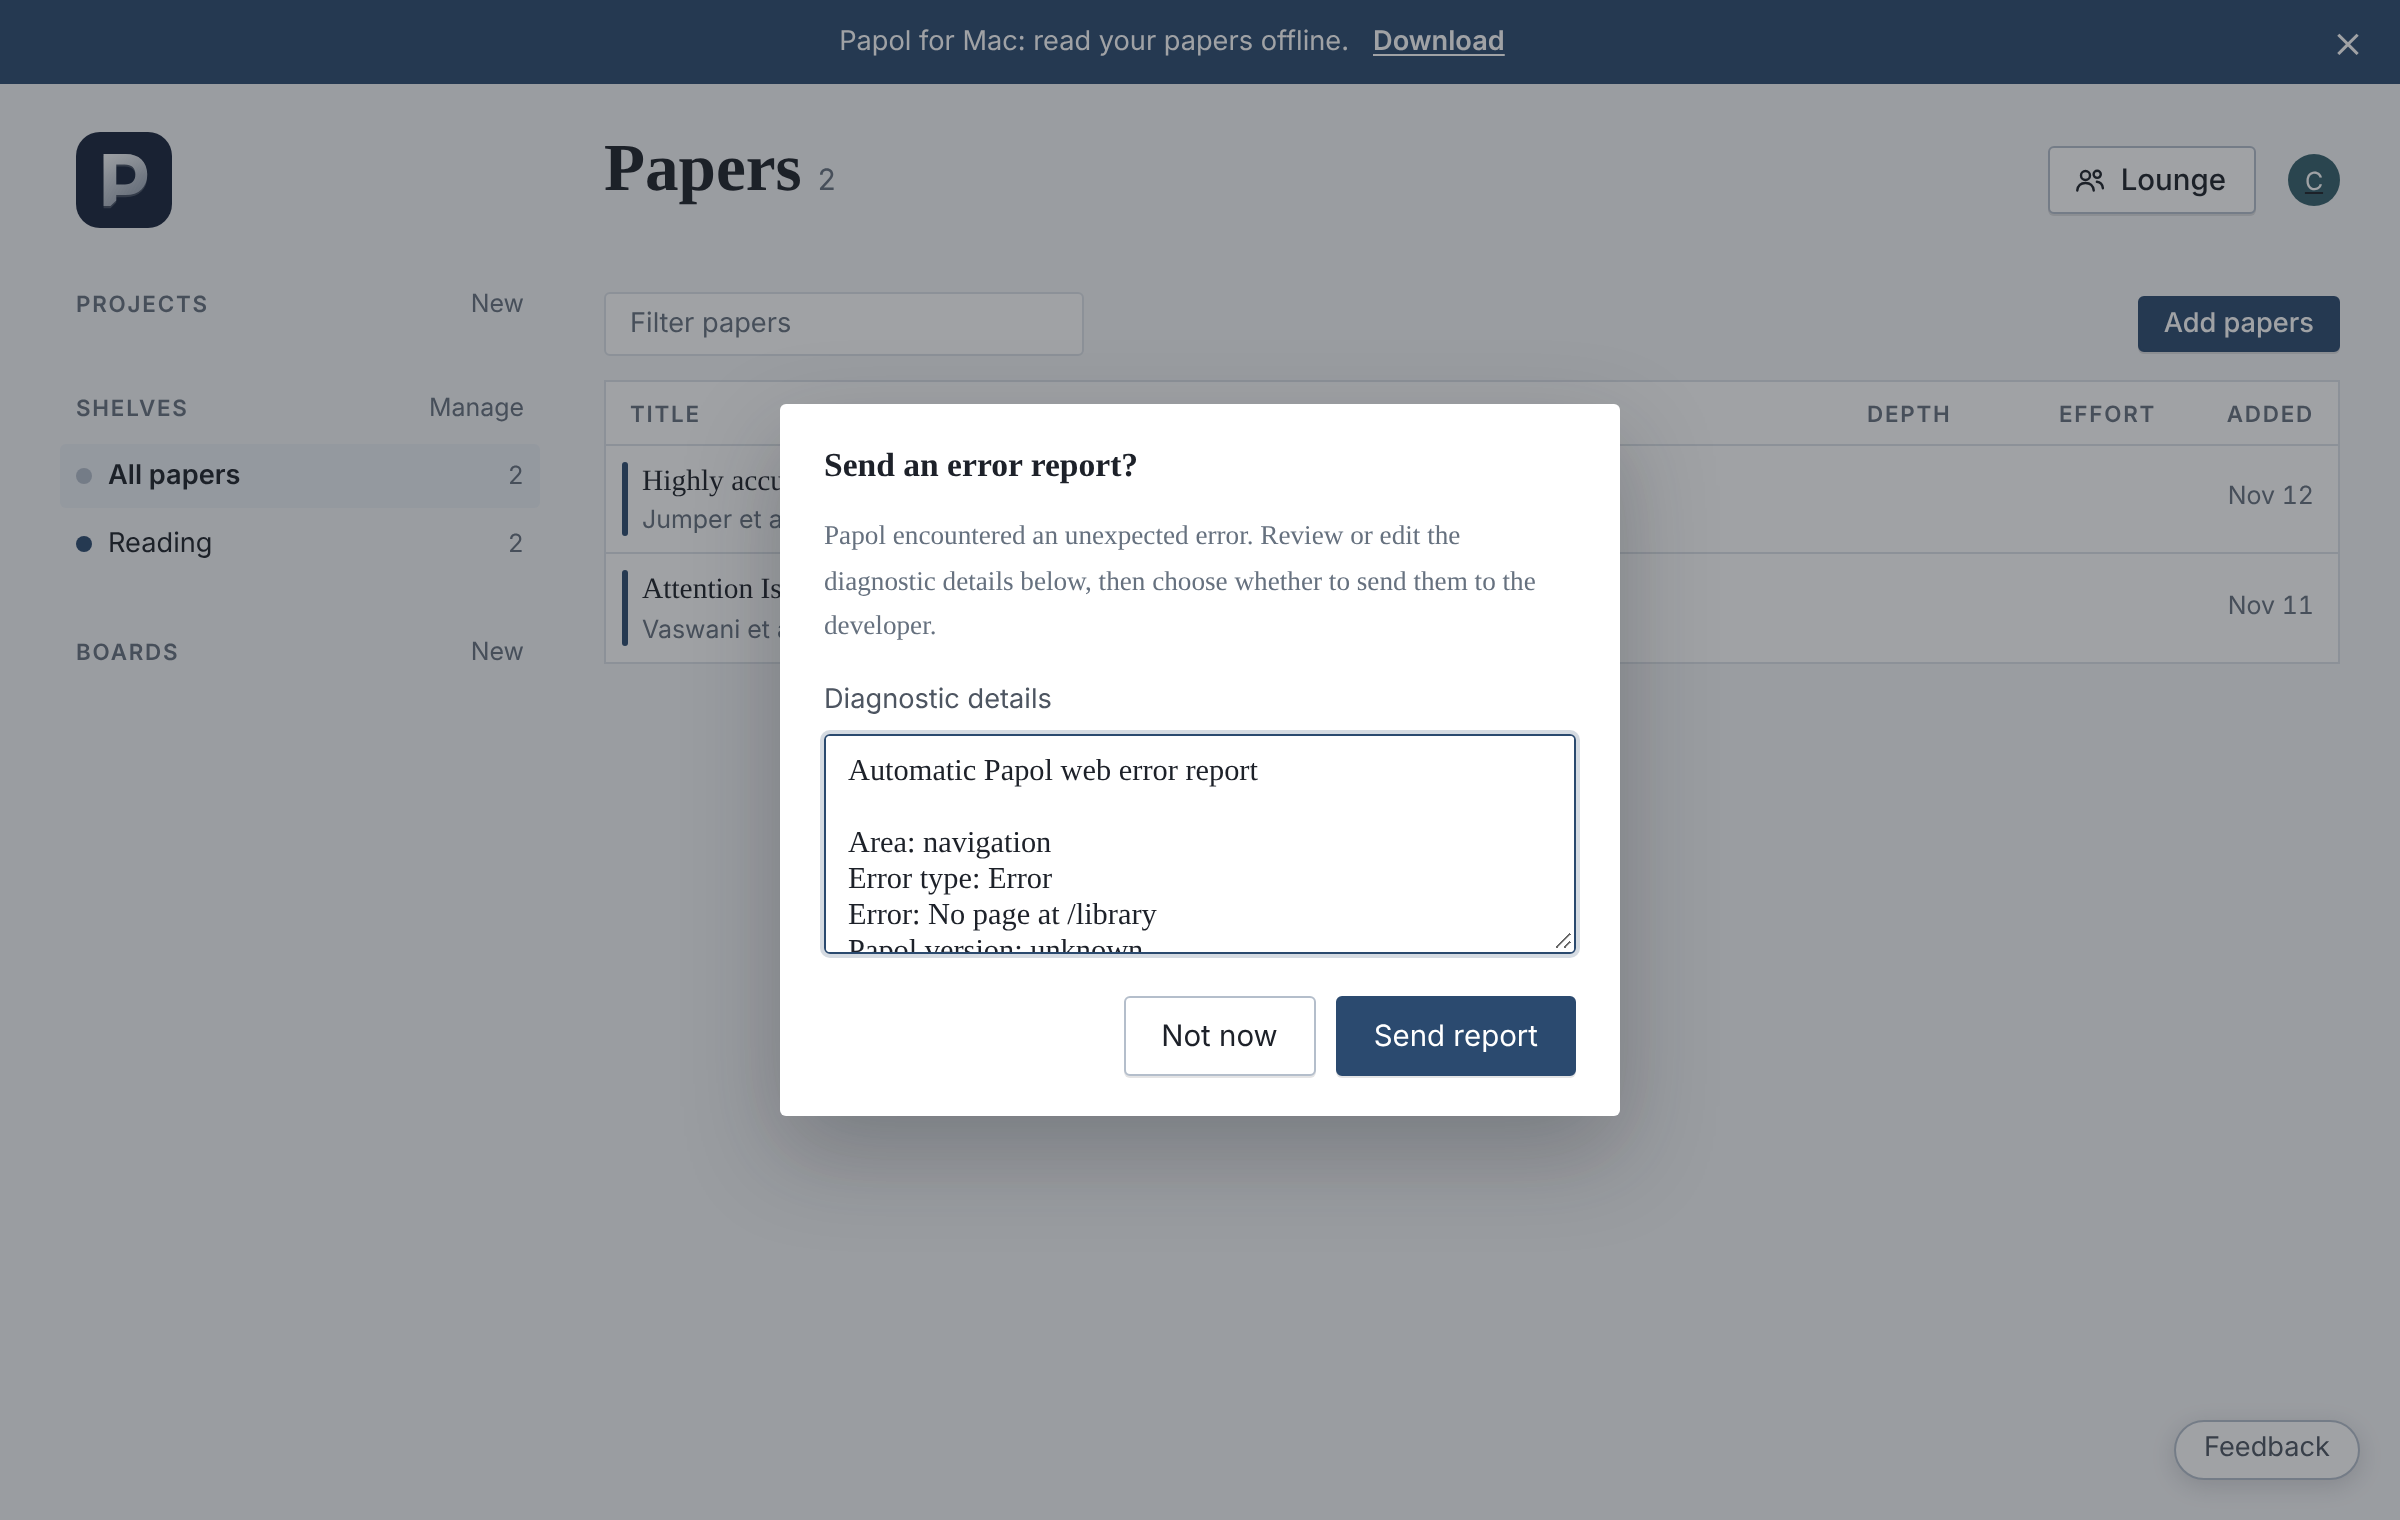 Papol for Mac: read your papers offline. Download
P
Papers 2
Lounge
C
PROJECTS New
Filter papers
Add papers
SHELVES Manage
All papers 2
Reading 2
BOARDS New
TITLE DEPTH EFFORT ADDED
Highly accu
Jumper et a
Nov 12
Attention Is
Vaswani et
Nov 11
Send an error report?
Papol encountered an unexpected error. Review or edit the
diagnostic details below, then choose whether to send them to the
developer.
Diagnostic details
Automatic Papol web error report
Area: navigation
Error type: Error
Error: No page at /library
Papol version: unknown
Not now
Send report
Feedback